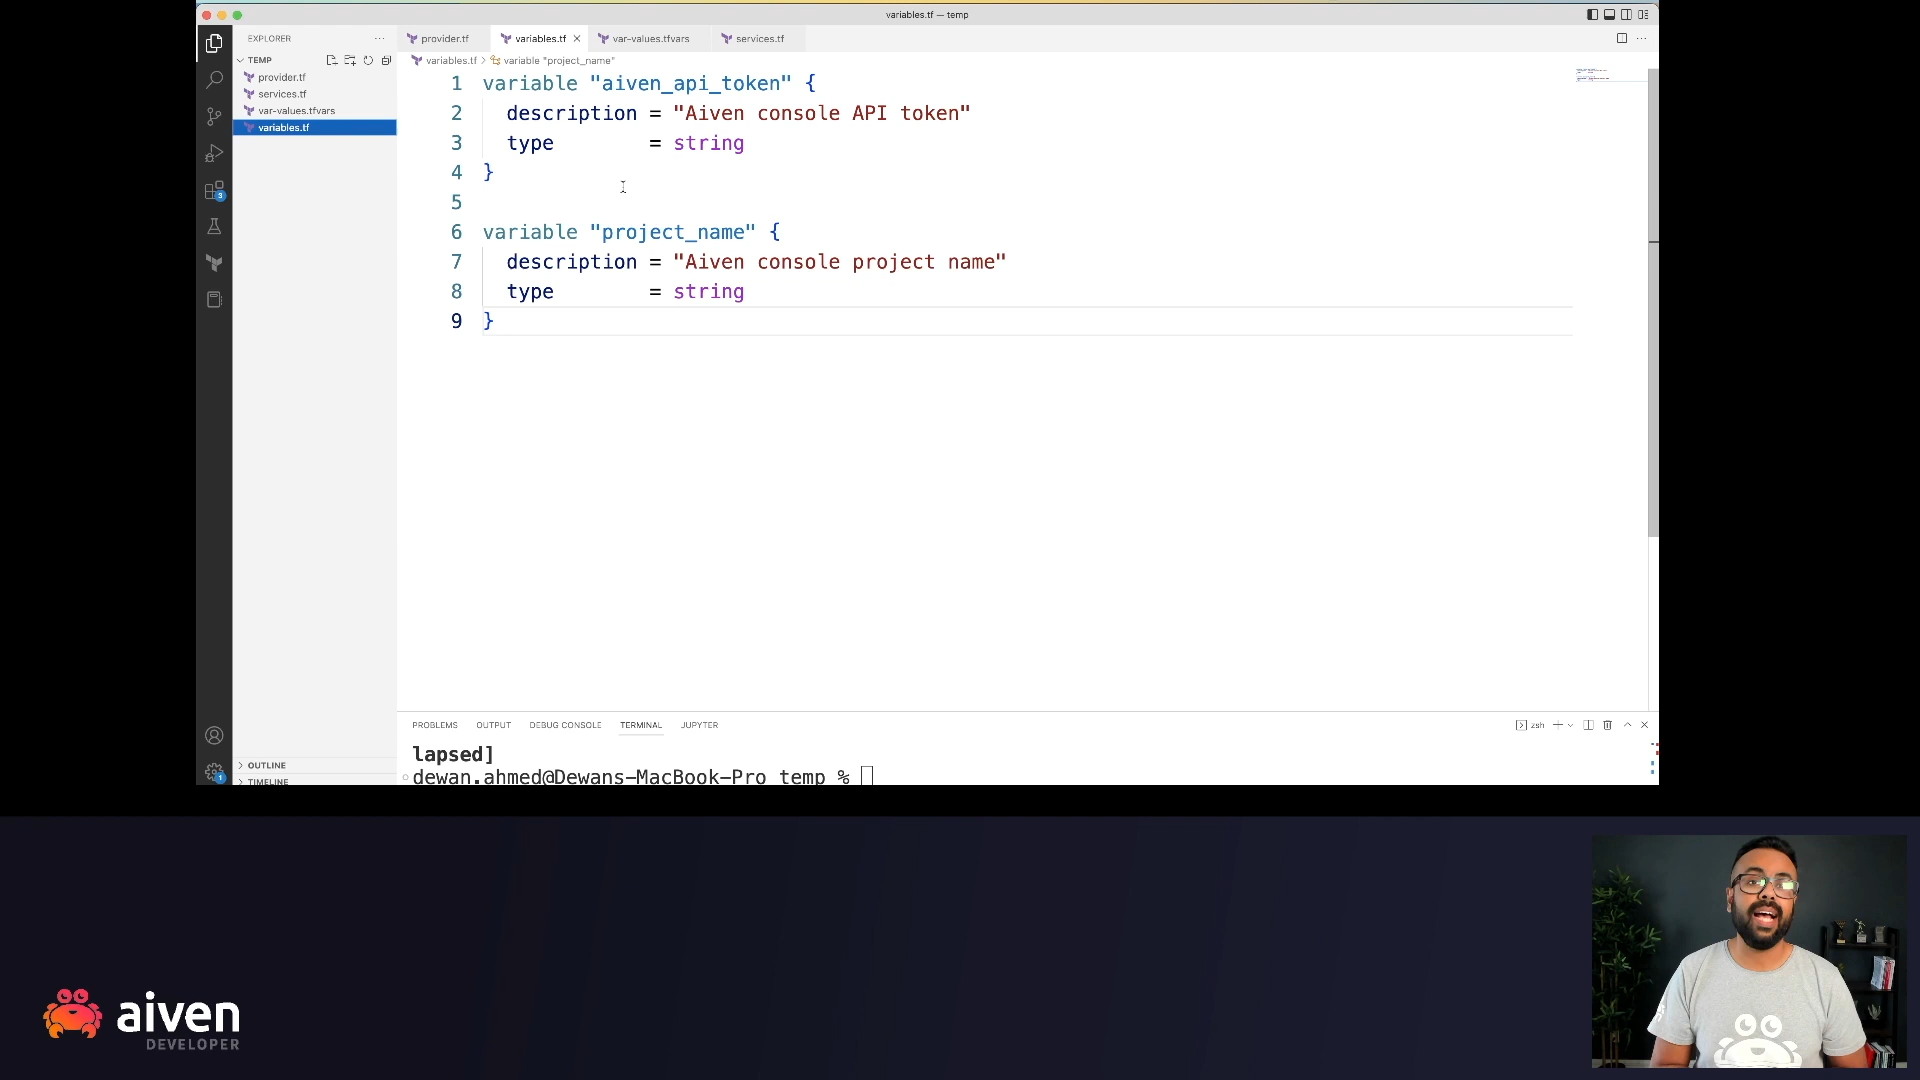 variables.tf — temp
EXPLORER
provider.tf
variables.tf
var-values.tfvars
services.tf
TEMP
variables.tf > variable "project_name"
provider.tf
services.tf
var-values.tfvars
variables.tf
1 variable "aiven_api_token" {
2 description = "Aiven console API token"
3 type = string
4 }
5
6 variable "project_name" {
7 description = "Aiven console project name"
8 type = string
9 }
3
PROBLEMS
OUTPUT
DEBUG CONSOLE
TERMINAL
JUPYTER
zsh
lapsed]
dewan.ahmed@Dewans-MacBook-Pro temp %
OUTLINE
TIMELINE
1
aiven
DEVELOPER